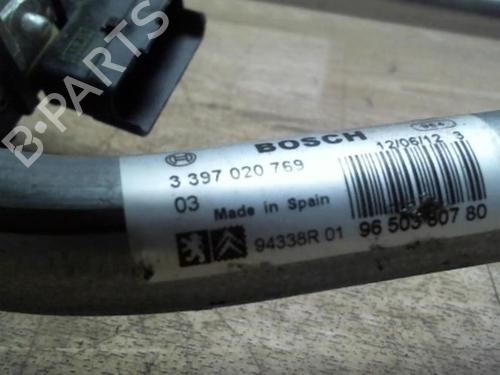 B-PARTS
BOSCH
12/06/12 3
3 397 020 769
03 Made in Spain
94338R 01
96 503 807 80